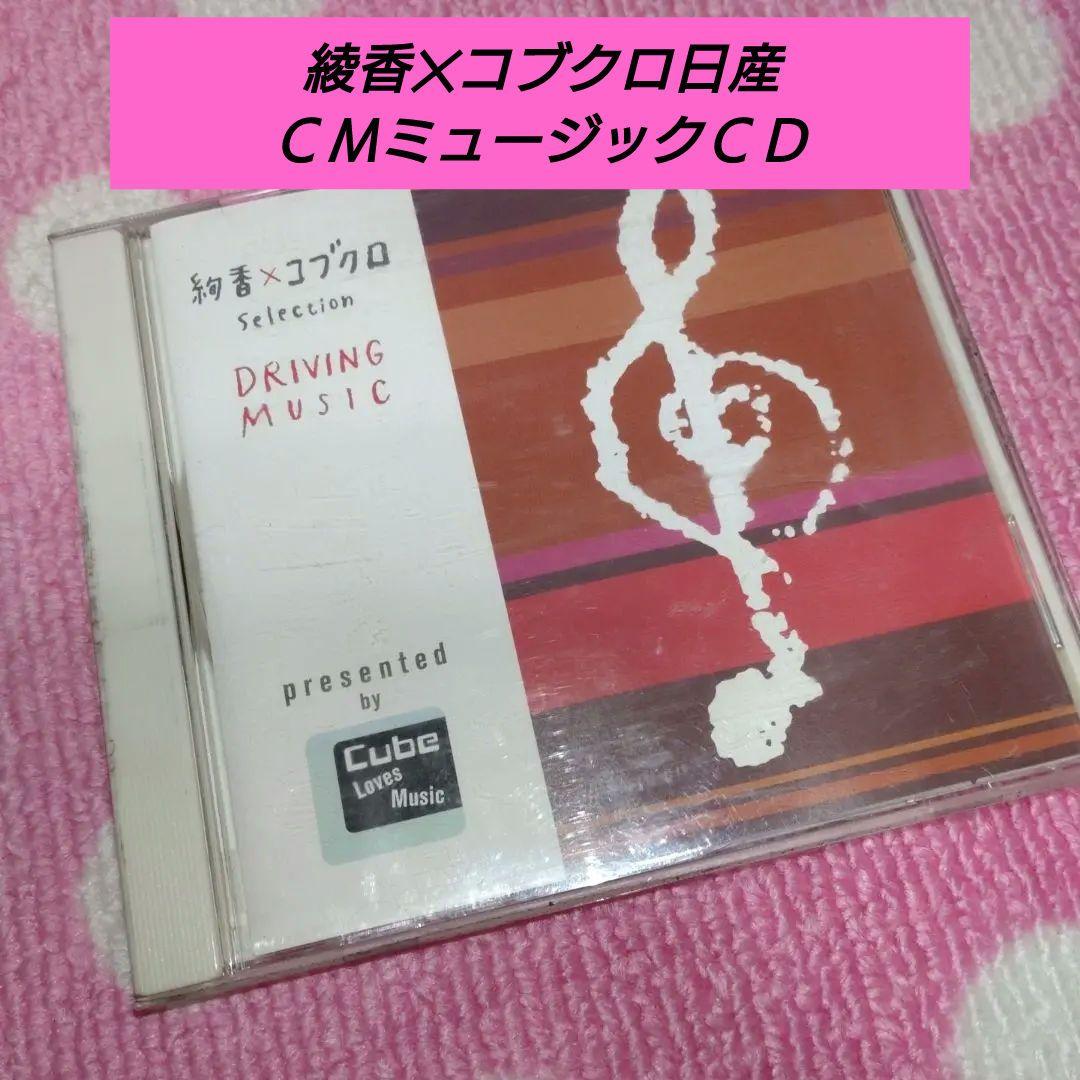 綾香×コブクロ日産
ＣＭミュージックＣＤ
絢香×コブクロ
Selection
DRIVING
MUSIC
presented
by
Cube
Loves
Music